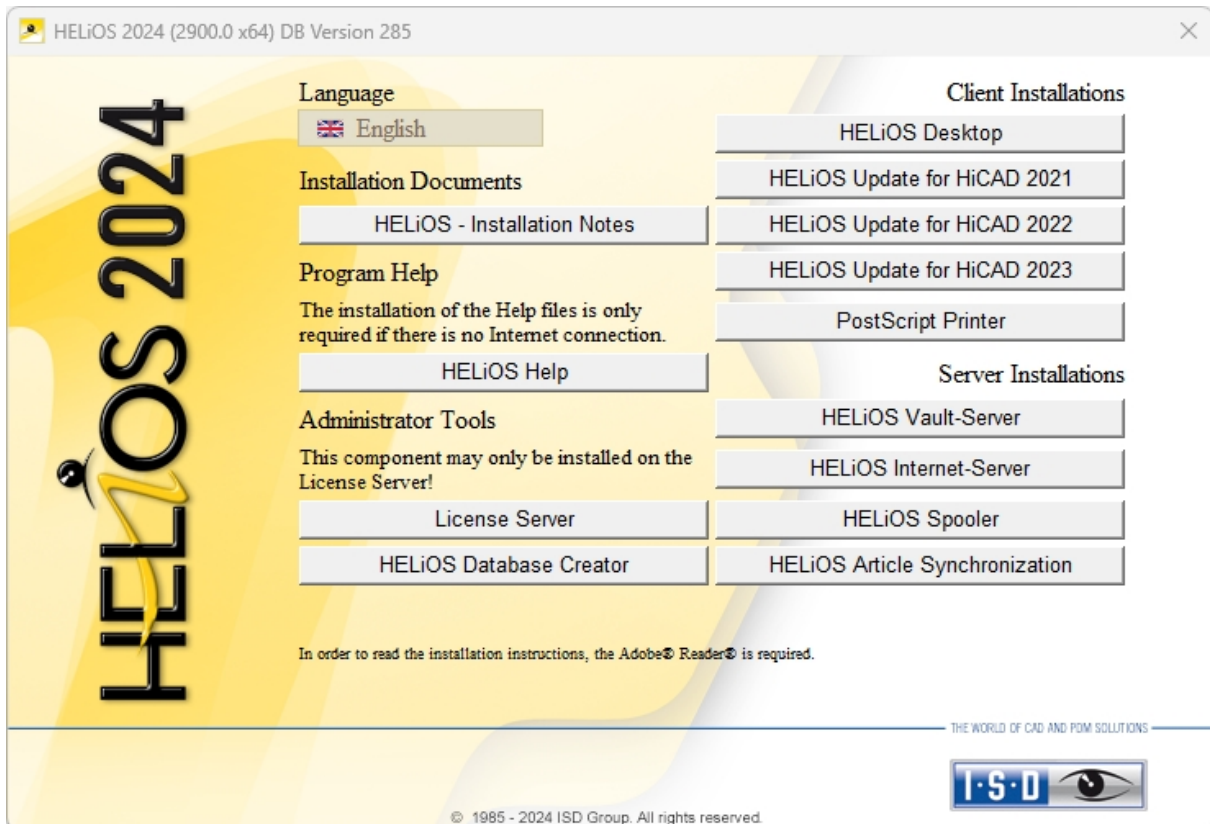 HELiOS 2024 (2900.0 x64) DB Version 285
HELiOS 2024
Language
English
Installation Documents
HELiOS - Installation Notes
Program Help
The installation of the Help files is only
required if there is no Internet connection.
HELiOS Help
Administrator Tools
This component may only be installed on the
License Server!
License Server
HELiOS Database Creator
Client Installations
HELiOS Desktop
HELiOS Update for HiCAD 2021
HELiOS Update for HiCAD 2022
HELiOS Update for HiCAD 2023
PostScript Printer
Server Installations
HELiOS Vault-Server
HELiOS Internet-Server
HELiOS Spooler
HELiOS Article Synchronization
In order to read the installation instructions, the Adobe® Reader® is required.
THE WORLD OF CAD AND PDM SOLUTIONS
I·S·D
© 1985 - 2024 ISD Group. All rights reserved.